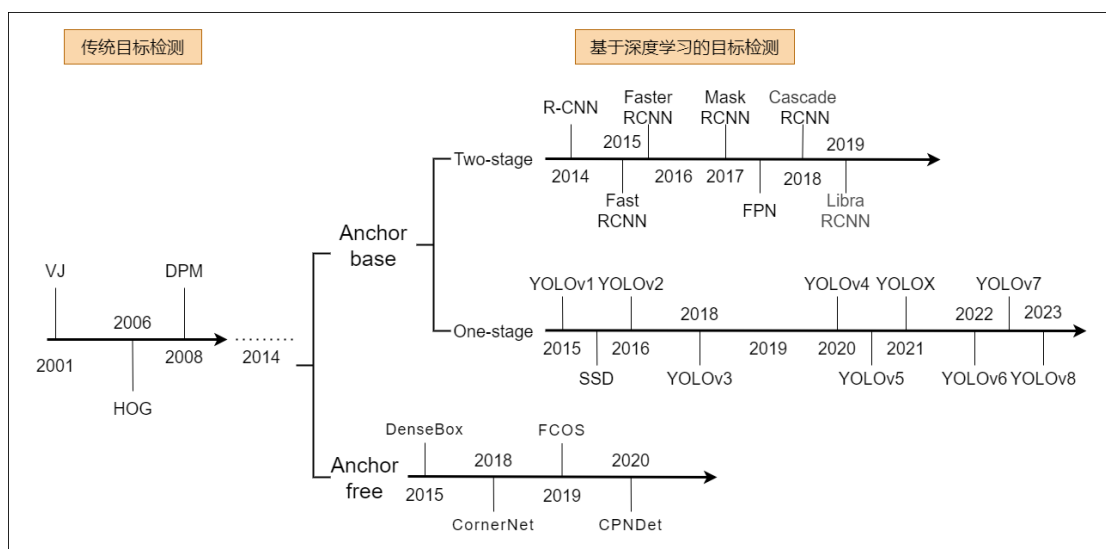 传统目标检测
基于深度学习的目标检测
R-CNN
Faster
RCNN
Mask
RCNN
Cascade
RCNN
2015
2019
Two-stage
2014
2016
2017
2018
Fast
RCNN
FPN
Libra
RCNN
Anchor
base
VJ
DPM
2006
2001
2008
2014
HOG
YOLOv1
YOLOv2
YOLOv4
YOLOX
YOLOv7
2018
2022
2023
One-stage
2015
2016
2019
2020
2021
SSD
YOLOv3
YOLOv5
YOLOv6
YOLOv8
DenseBox
FCOS
2018
2020
Anchor
free
2015
2019
CornerNet
CPNDet